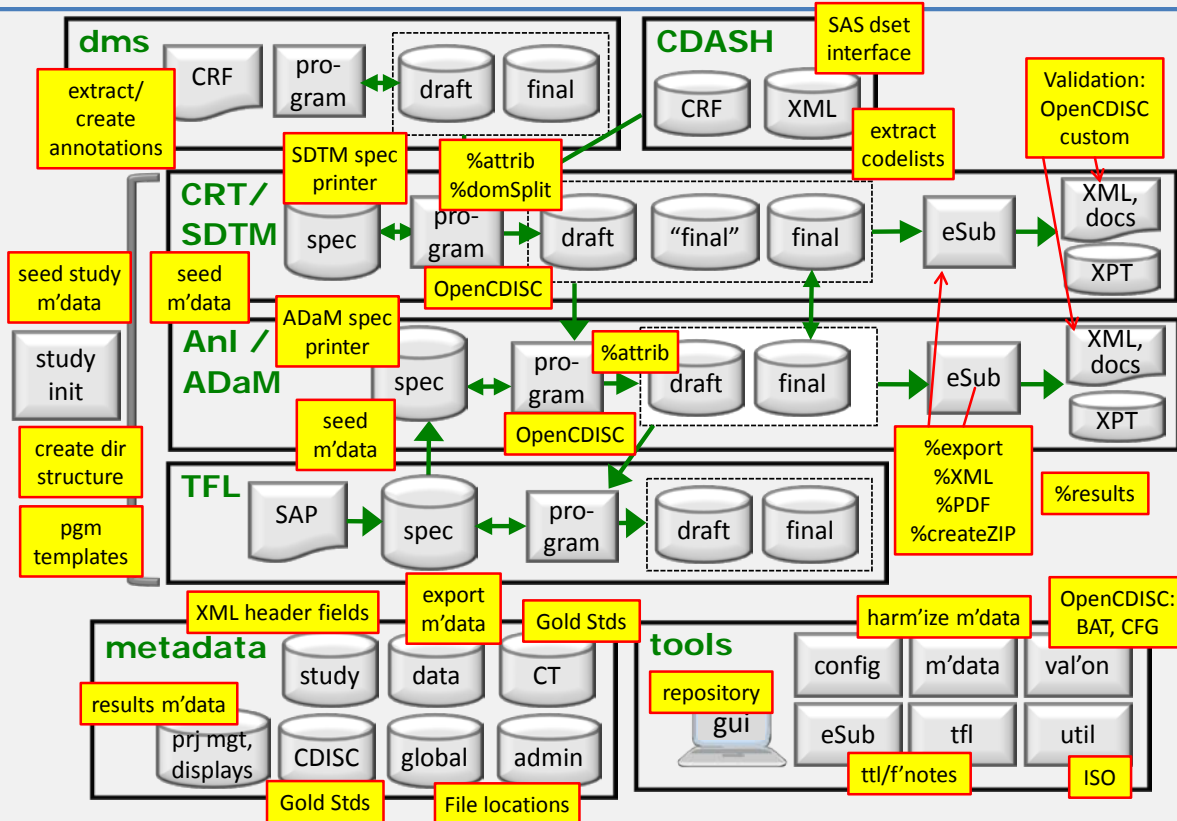 dms
CRF
pro-
gram
draft
final
extract/
create
annotations
CDASH
CRF
XML
SAS dset
interface
extract
codelists
Validation:
OpenCDISC
custom
SDTM spec
printer
%attrib
%domSplit
CRT/
SDTM
spec
pro-
gram
draft
“final”
final
eSub
XML,
docs
XPT
OpenCDISC
seed study
m’data
seed
m’data
study
init
create dir
structure
pgm
templates
ADaM spec
printer
Anl /
ADaM
spec
pro-
gram
%attrib
draft
final
eSub
XML,
docs
XPT
seed
m’data
OpenCDISC
%export
%XML
%PDF
%createZIP
%results
TFL
SAP
spec
pro-
gram
draft
final
metadata
XML header fields
export
m’data
Gold Stds
study
data
CT
results m’data
prj mgt,
displays
CDISC
global
admin
Gold Stds
File locations
tools
harm’ize m’data
OpenCDISC:
BAT, CFG
repository
gui
config
m’data
val’on
eSub
tfl
util
ttl/f’notes
ISO